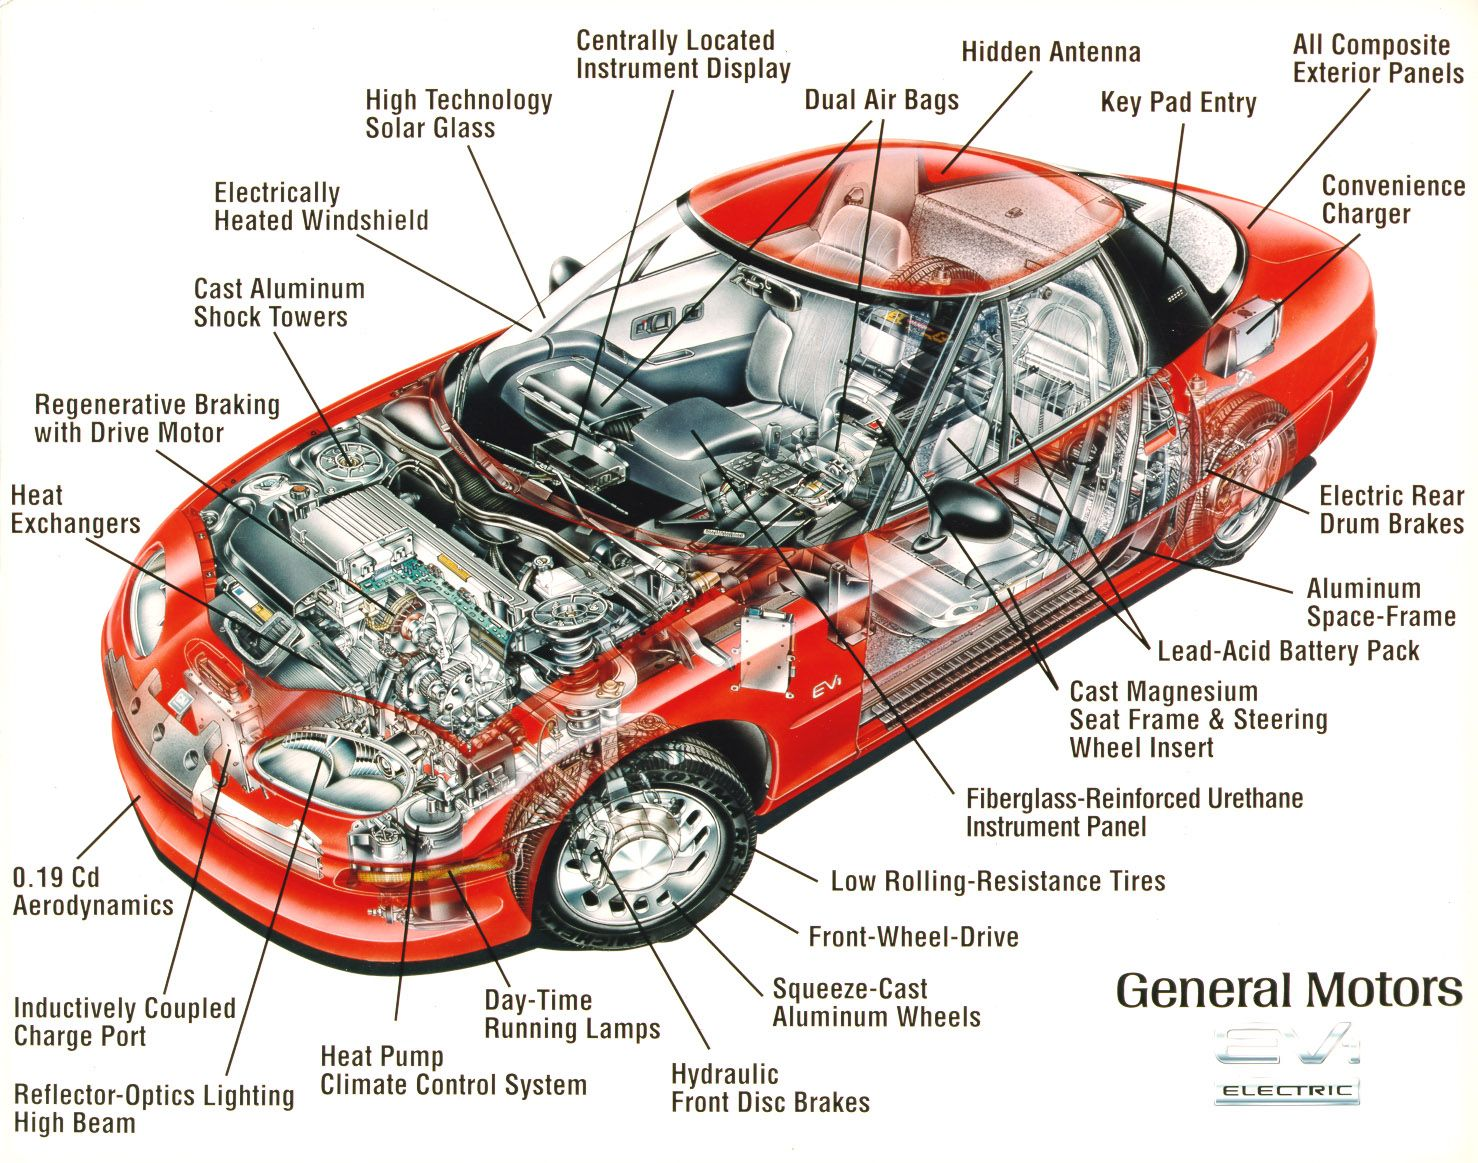 Centrally Located
Instrument Display
Hidden Antenna
All Composite
Exterior Panels
High Technology
Solar Glass
Dual Air Bags
Key Pad Entry
Electrically
Heated Windshield
Convenience
Charger
Cast Aluminum
Shock Towers
Regenerative Braking
with Drive Motor
Heat
Exchangers
Electric Rear
Drum Brakes
Aluminum
Space-Frame
Lead-Acid Battery Pack
Cast Magnesium
Seat Frame & Steering
Wheel Insert
EV1
Fiberglass-Reinforced Urethane
Instrument Panel
0.19 Cd
Aerodynamics
Low Rolling-Resistance Tires
Front-Wheel-Drive
Squeeze-Cast
Aluminum Wheels
Inductively Coupled
Charge Port
Day-Time
Running Lamps
Heat Pump
Climate Control System
Hydraulic
Front Disc Brakes
Reflector-Optics Lighting
High Beam
General Motors
EV1
ELECTRIC